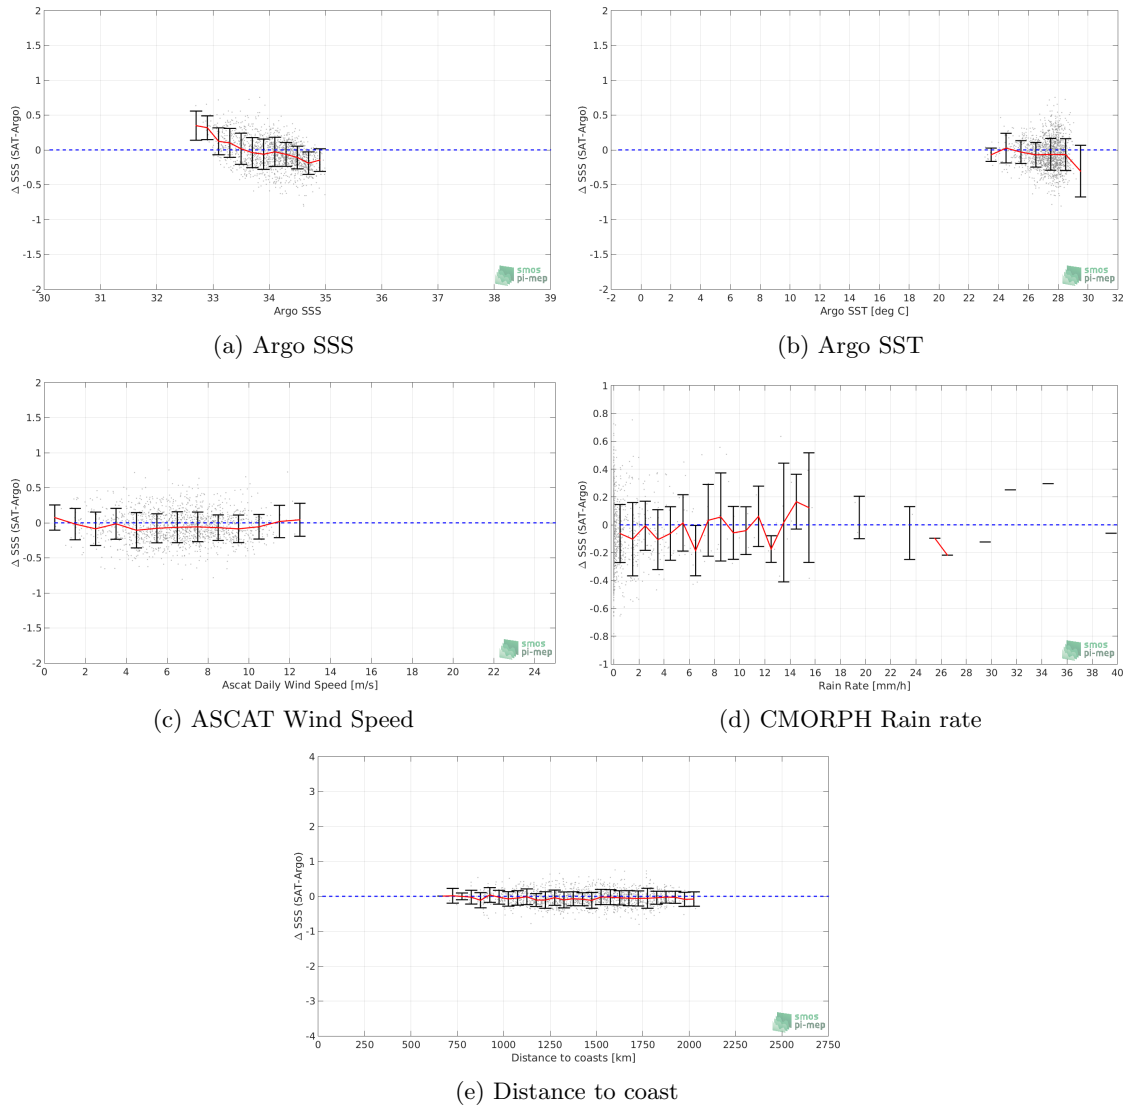 2
1.5
1
0.5
0
-0.5
-1
-1.5
-2
Δ SSS (SAT-Argo)
30 31 32 33 34 35 36 37 38 39
Argo SSS
smos
pi-mep
(a) Argo SSS
2
1.5
1
0.5
0
-0.5
-1
-1.5
-2
Δ SSS (SAT-Argo)
-2 0 2 4 6 8 10 12 14 16 18 20 22 24 26 28 30 32
Argo SST [deg C]
smos
pi-mep
(b) Argo SST
2
1.5
1
0.5
0
-0.5
-1
-1.5
-2
Δ SSS (SAT-Argo)
0 2 4 6 8 10 12 14 16 18 20 22 24
Ascat Daily Wind Speed [m/s]
smos
pi-mep
(c) ASCAT Wind Speed
1
0.8
0.6
0.4
0.2
0
-0.2
-0.4
-0.6
-0.8
-1
Δ SSS (SAT-Argo)
0 2 4 6 8 10 12 14 16 18 20 22 24 26 28 30 32 34 36 38 40
Rain Rate [mm/h]
smos
pi-mep
(d) CMORPH Rain rate
4
3
2
1
0
-1
-2
-3
-4
Δ SSS (SAT-Argo)
0 250 500 750 1000 1250 1500 1750 2000 2250 2500 2750
Distance to coasts [km]
smos
pi-mep
(e) Distance to coast